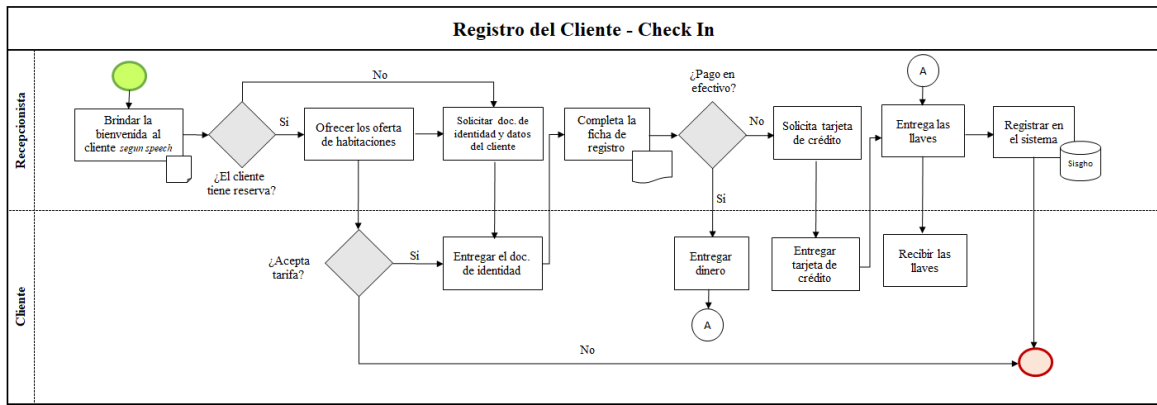 Registro del Cliente - Check In
Recepcionista
Brindar la
bienvenida al
cliente segun speech
¿El cliente
tiene reserva?
No
Si
Ofrecer los oferta
de habitaciones
Solicitar doc. de
identidad y datos
del cliente
Completa la
ficha de
registro
¿Pago en
efectivo?
No
Si
Solicita tarjeta
de crédito
A
Entrega las
llaves
Registrar en
el sistema
Sisgho
Cliente
¿Acepta
tarifa?
Si
Entregar el doc.
de identidad
Entregar
dinero
A
Entregar
tarjeta de
crédito
Recibir las
llaves
No